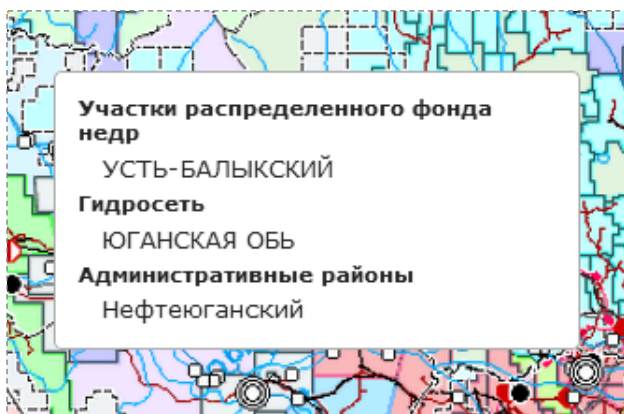 Участки распределенного фонда
недр
УСТЬ-БАЛЫКСКИЙ
Гидросеть
ЮГАНСКАЯ ОБЬ
Административные районы
Нефтеюганский